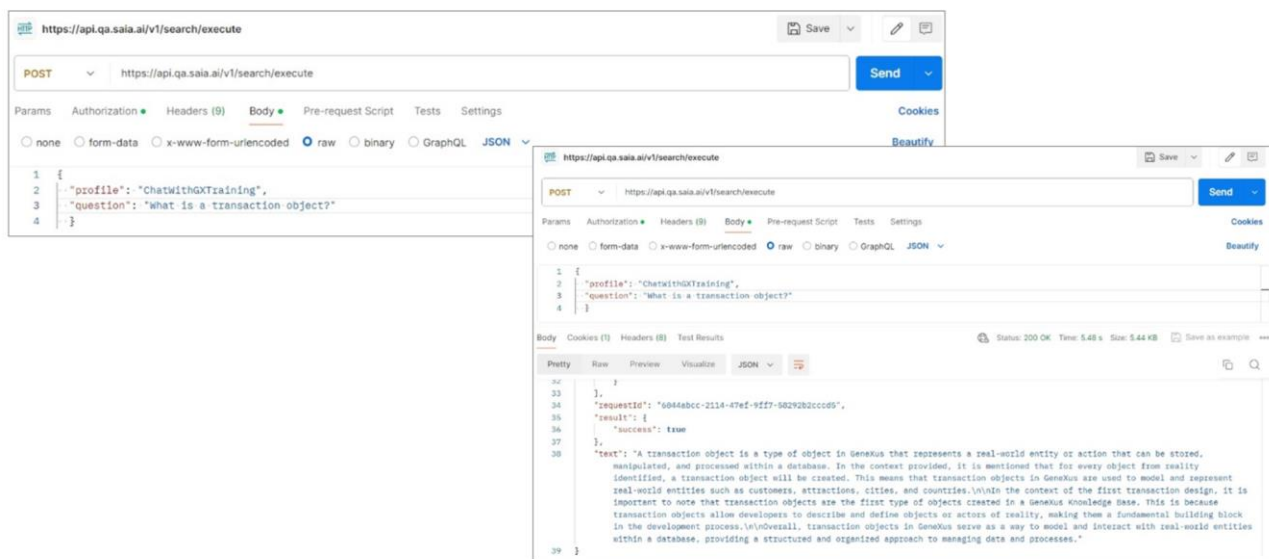 https://api.qa.saia.ai/v1/search/execute
Save
POST
https://api.qa.saia.ai/v1/search/execute
Send
Params Authorization Headers (9) Body Pre-request Script Tests Settings
Cookies
none form-data x-www-form-urlencoded raw binary GraphQL JSON
Beautify
1 {
2 "profile": "ChatWithGXTraining",
3 "question": "What is a transaction object?"
4 }
https://api.qa.saia.ai/v1/search/execute
Save
POST
https://api.qa.saia.ai/v1/search/execute
Send
Params Authorization Headers (9) Body Pre-request Script Tests Settings
Cookies
none form-data x-www-form-urlencoded raw binary GraphQL JSON
Beautify
1 {
2 "profile": "ChatWithGXTraining",
3 "question": "What is a transaction object?"
4 }
Body Cookies (1) Headers (8) Test Results
Status: 200 OK Time: 5.48 s Size: 5.44 KB Save as example
Pretty Raw Preview Visualize JSON
32 }
33 ],
34 "requestId": "6044abcc-2114-47ef-9ff7-58292b2cccd5",
35 "result": {
36 "success": true
37 },
38 "text": "A transaction object is a type of object in GeneXus that represents a real-world entity or action that can be stored,
manipulated, and processed within a database. In the context provided, it is mentioned that for every object from reality
identified, a transaction object will be created. This means that transaction objects in GeneXus are used to model and represent
real-world entities such as customers, attractions, cities, and countries.\n\nIn the context of the first transaction design, it is
important to note that transaction objects are the first type of objects created in a GeneXus Knowledge Base. This is because
transaction objects allow developers to describe and define objects or actors of reality, making them a fundamental building block
in the development process.\n\nOverall, transaction objects in GeneXus serve as a way to model and interact with real-world entities
within a database, providing a structured and organized approach to managing data and processes."
39 }